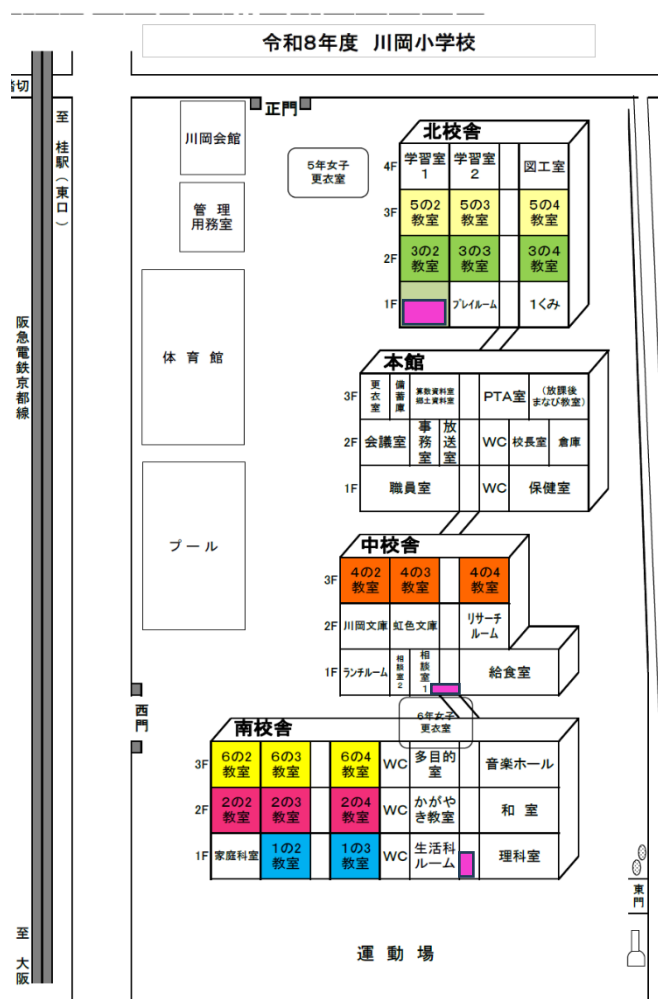 令和8年度 川岡小学校
踏切
至 桂駅(東口)
阪急電鉄京都線
至 大阪
正門
川岡会館
管理
用務室
体育館
プール
西門
5年女子
更衣室
北校舎
4F
学習室
1
学習室
2
図工室
3F
5の2
教室
5の3
教室
5の4
教室
2F
3の2
教室
3の3
教室
3の4
教室
1F
プレイルーム
1くみ
本館
3F
更衣室
備蓄庫
算数資料室
郷土資料室
PTA室
(放課後
まなび教室)
2F
会議室
事務室
放送室
WC
校長室
倉庫
1F
職員室
WC
保健室
中校舎
3F
4の2
教室
4の3
教室
4の4
教室
2F
川岡文庫
虹色文庫
リサーチ
ルーム
1F
ランチルーム
相談室2
相談室1
給食室
6年女子
更衣室
南校舎
3F
6の2
教室
6の3
教室
6の4
教室
WC
多目的
室
音楽ホール
2F
2の2
教室
2の3
教室
2の4
教室
WC
かがや
き教室
和室
1F
家庭科室
1の2
教室
1の3
教室
WC
生活科
ルーム
理科室
東門
運動場